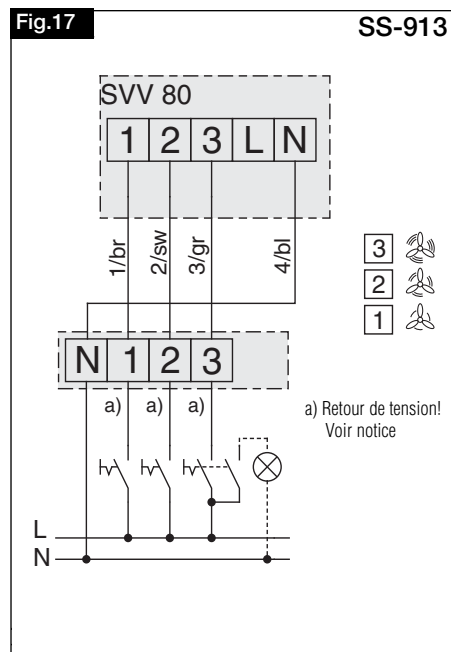 Fig.17
SS-913
SVV 80
1 2 3 L N
1/br
2/sw
3/gr
4/bl
3
2
1
N 1 2 3
a) a) a)
a) Retour de tension!
Voir notice
L
N